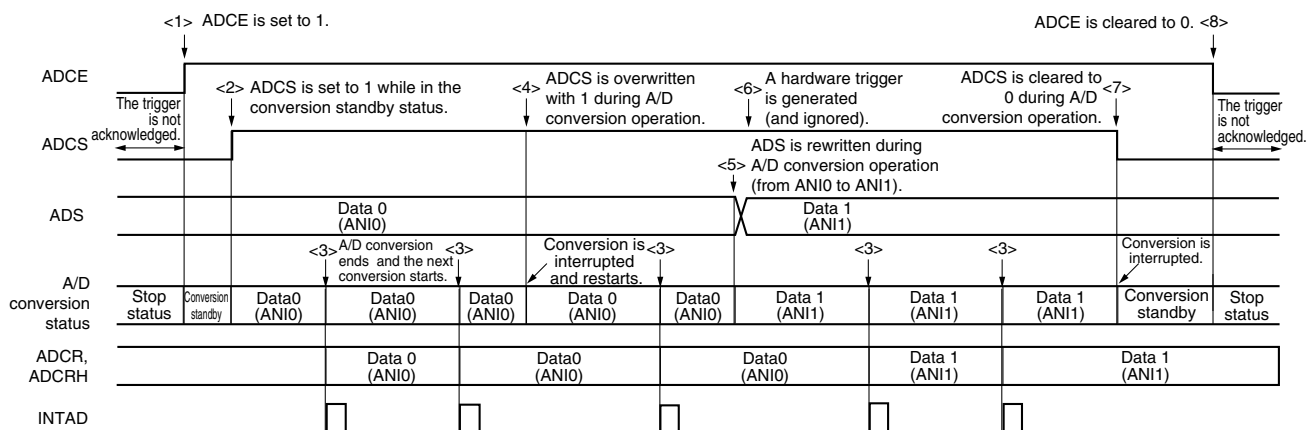 <1> ADCE is set to 1.
ADCE is cleared to 0. <8>
ADCE
The trigger
is not
acknowledged.
<2> ADCS is set to 1 while in the
conversion standby status.
<4> ADCS is overwritten
with 1 during A/D
conversion operation.
<6> A hardware trigger
is generated
(and ignored).
ADCS is cleared to <7>
0 during A/D
conversion operation.
The trigger
is not
acknowledged.
ADCS
<5> ADS is rewritten during
A/D conversion operation
(from ANI0 to ANI1).
ADS
Data 0
(ANI0)
Data 1
(ANI1)
<3> A/D conversion
ends and the next
conversion starts.
<3>
Conversion is
interrupted
and restarts.
<3>
<3>
<3>
Conversion is
interrupted.
A/D
conversion
status
Stop
status
Conversion
standby
Data0
(ANI0)
Data0
(ANI0)
Data0
(ANI0)
Data 0
(ANI0)
Data0
(ANI0)
Data 1
(ANI1)
Data 1
(ANI1)
Data 1
(ANI1)
Conversion
standby
Stop
status
ADCR,
ADCRH
Data 0
(ANI0)
Data0
(ANI0)
Data0
(ANI0)
Data 1
(ANI1)
Data 1
(ANI1)
INTAD